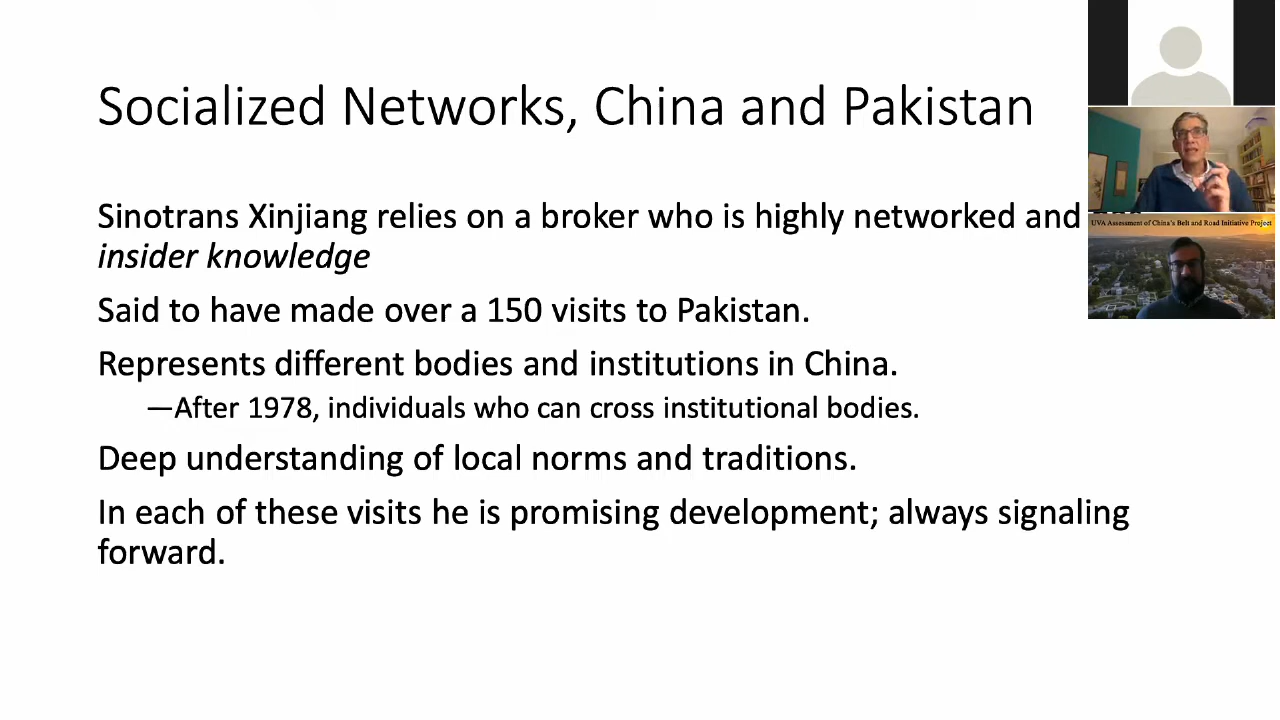 Socialized Networks, China and Pakistan
Sinotrans Xinjiang relies on a broker who is highly networked and
insider knowledge
Said to have made over a 150 visits to Pakistan.
Represents different bodies and institutions in China.
—After 1978, individuals who can cross institutional bodies.
Deep understanding of local norms and traditions.
In each of these visits he is promising development; always signaling
forward.
UVA Assessment of China's Belt and Road Initiative Project